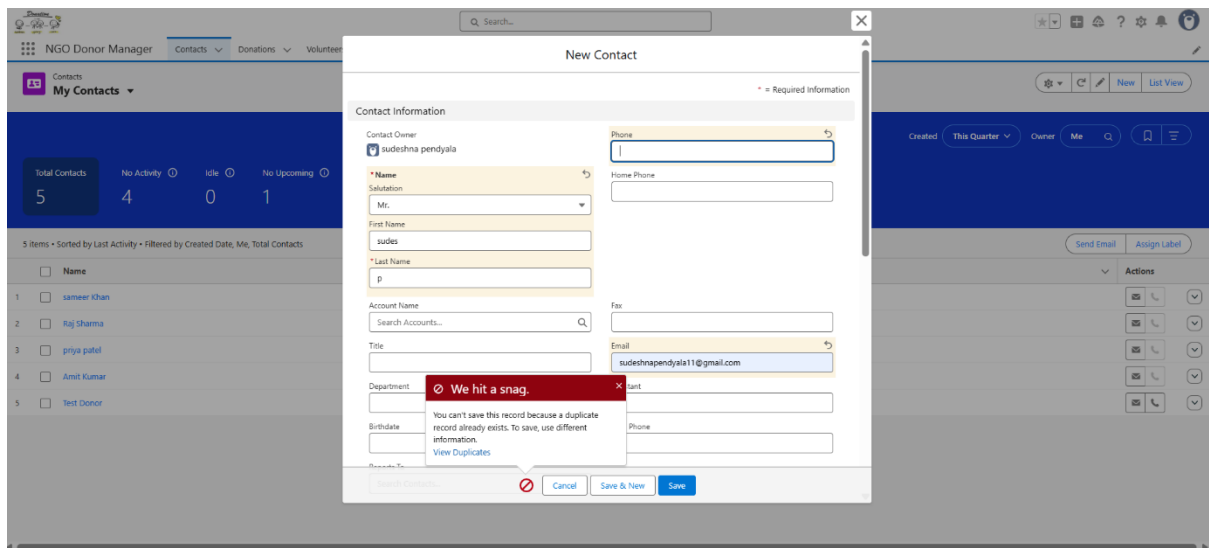 Search...
NGO Donor Manager Contacts Donations Volunteer
Contacts
My Contacts
New List View
Created This Quarter Owner Me
Total Contacts No Activity Idle No Upcoming
5 4 0 1
5 items • Sorted by Last Activity • Filtered by Created Date, Me, Total Contacts
Send Email Assign Label
Name Actions
1 sameer Khan
2 Raj Sharma
3 priya patel
4 Amit Kumar
5 Test Donor
New Contact
* = Required Information
Contact Information
Contact Owner
sudeshna pendyala
Phone
*Name
Salutation
Mr.
Home Phone
First Name
sudes
*Last Name
p
Account Name
Search Accounts...
Fax
Title
Email
sudeshnapendyala11@gmail.com
Department
tant
Birthdate
Phone
Reports To
Search Contacts...
We hit a snag.
You can't save this record because a duplicate
record already exists. To save, use different
information.
View Duplicates
Cancel Save & New Save